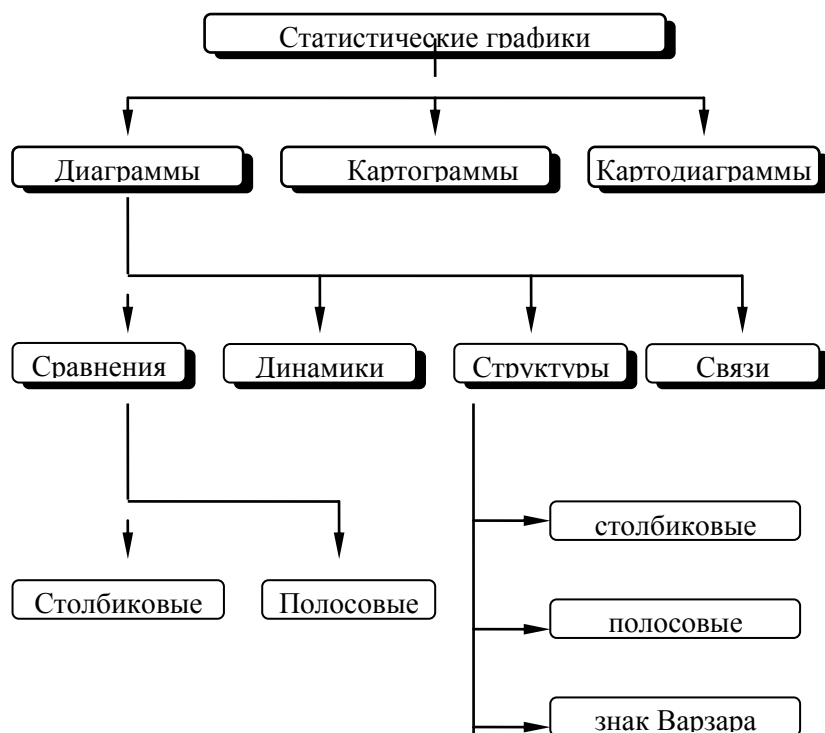 Статистические графики
Диаграммы
Картограммы
Картодиаграммы
Сравнения
Динамики
Структуры
Связи
столбиковые
Столбиковые
Полосовые
полосовые
знак Варзара